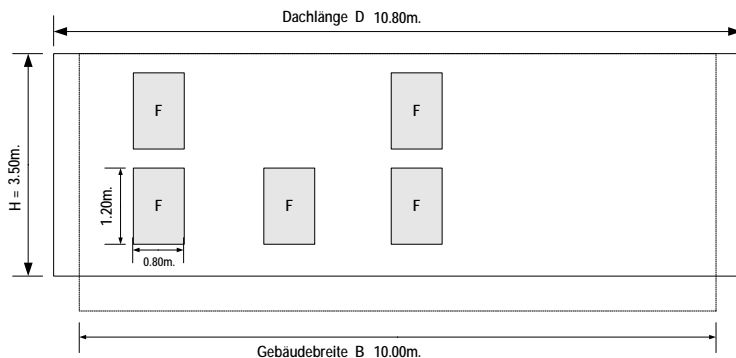 Dachlänge D 10.80m.
F
F
H = 3.50m.
1.20m.
F
F
F
0.80m.
Gebäudebreite B 10.00m.